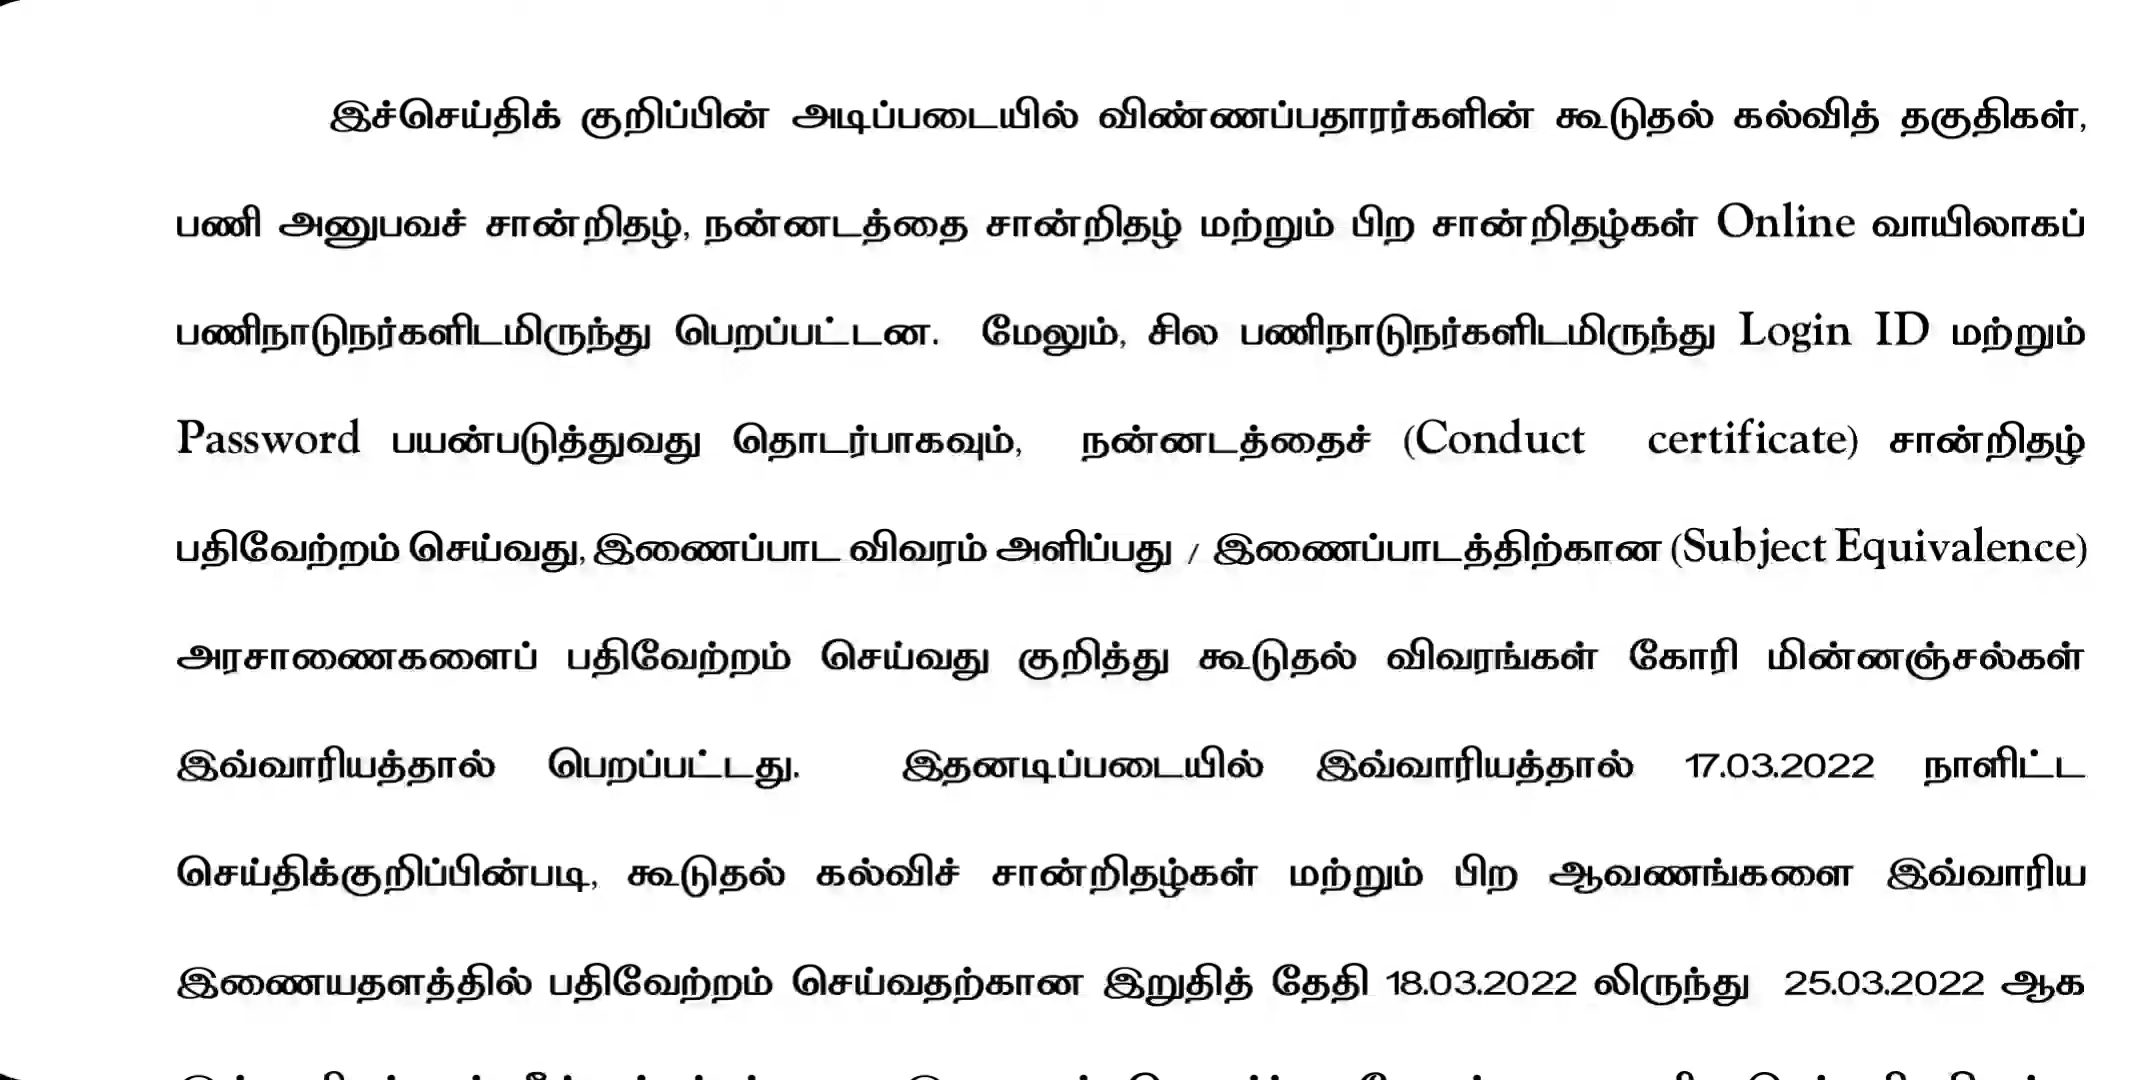 இச்செய்திக் குறிப்பின் அடிப்படையில் விண்ணப்பதாரர்களின் கூடுதல் கல்வித் தகுதிகள்,
பணி அனுபவச் சான்றிதழ், நன்னடத்தை சான்றிதழ் மற்றும் பிற சான்றிதழ்கள் Online வாயிலாகப்
பணிநாடுநர்களிடமிருந்து பெறப்பட்டன. மேலும், சில பணிநாடுநர்களிடமிருந்து Login ID மற்றும்
Password பயன்படுத்துவது தொடர்பாகவும், நன்னடத்தைச் (Conduct certificate) சான்றிதழ்
பதிவேற்றம் செய்வது, இணைப்பாட விவரம் அளிப்பது / இணைப்பாடத்திற்கான (Subject Equivalence)
அரசாணைகளைப் பதிவேற்றம் செய்வது குறித்து கூடுதல் விவரங்கள் கோரி மின்னஞ்சல்கள்
இவ்வாரியத்தால் பெறப்பட்டது. இதனடிப்படையில் இவ்வாரியத்தால் 17.03.2022 நாளிட்ட
செய்திக்குறிப்பின்படி, கூடுதல் கல்விச் சான்றிதழ்கள் மற்றும் பிற ஆவணங்களை இவ்வாரிய
இணையதளத்தில் பதிவேற்றம் செய்வதற்கான இறுதித் தேதி 18.03.2022 லிருந்து 25.03.2022 ஆக